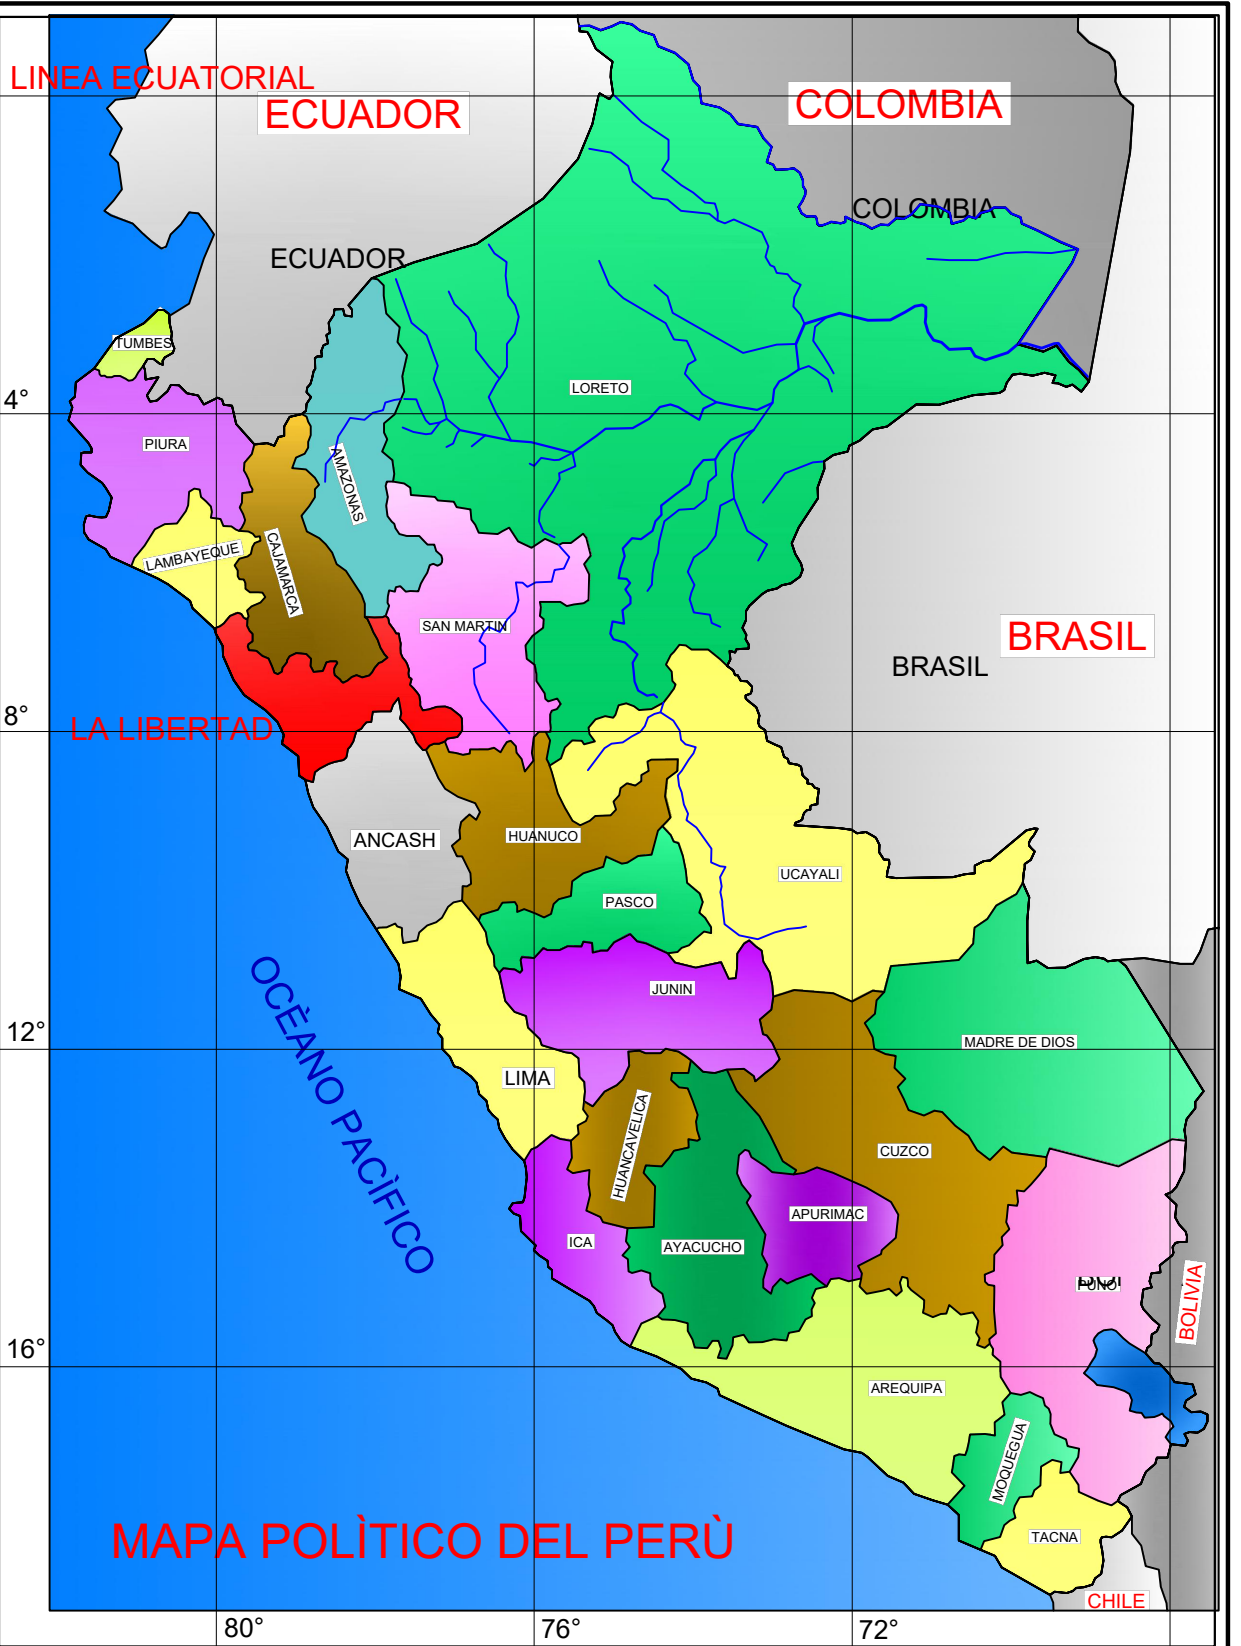 LINEA ECUATORIAL
ECUADOR
COLOMBIA
COLOMBIA
ECUADOR
TUMBES
LORETO
4°
PIURA
AMAZONAS
LAMBAYEQUE
CAJAMARCA
SAN MARTIN
BRASIL
BRASIL
8°
LA LIBERTAD
ANCASH
HUANUCO
UCAYALI
PASCO
OCÈANO PACÌFICO
JUNIN
12°
MADRE DE DIOS
LIMA
HUANCAVELICA
CUZCO
APURIMAC
ICA
AYACUCHO
PUNO
BOLIVIA
16°
AREQUIPA
MOQUEGUA
MAPA POLÌTICO DEL PERÙ
TACNA
CHILE
80°
76°
72°